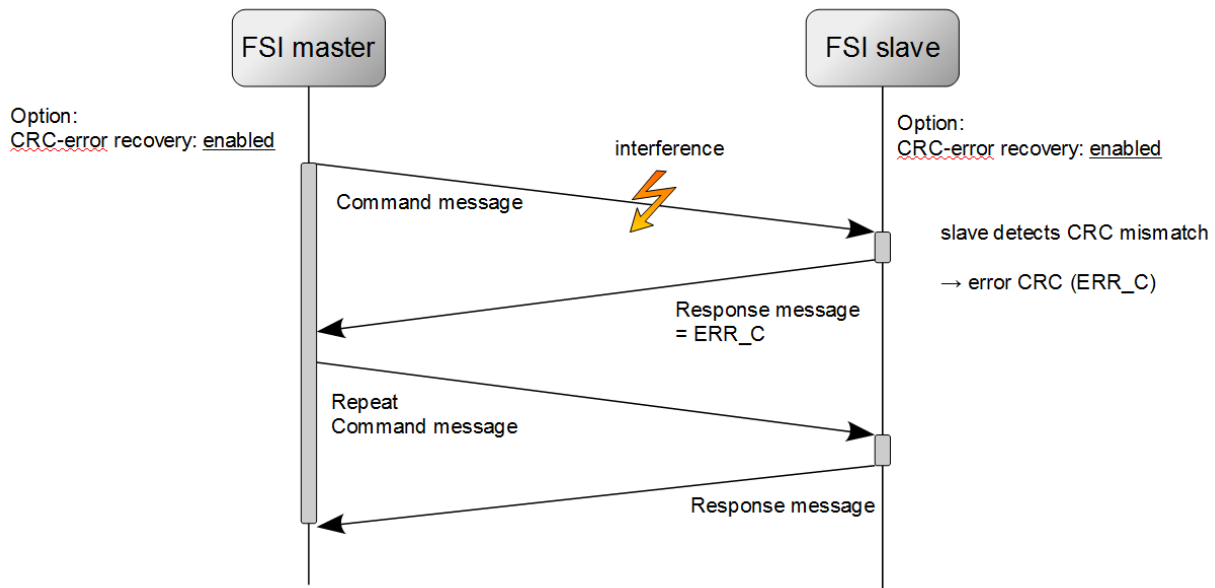 FSI master
FSI slave
Option:
CRC-error recovery: enabled
Option:
CRC-error recovery: enabled
interference
Command message
slave detects CRC mismatch
→ error CRC (ERR_C)
Response message
= ERR_C
Repeat
Command message
Response message